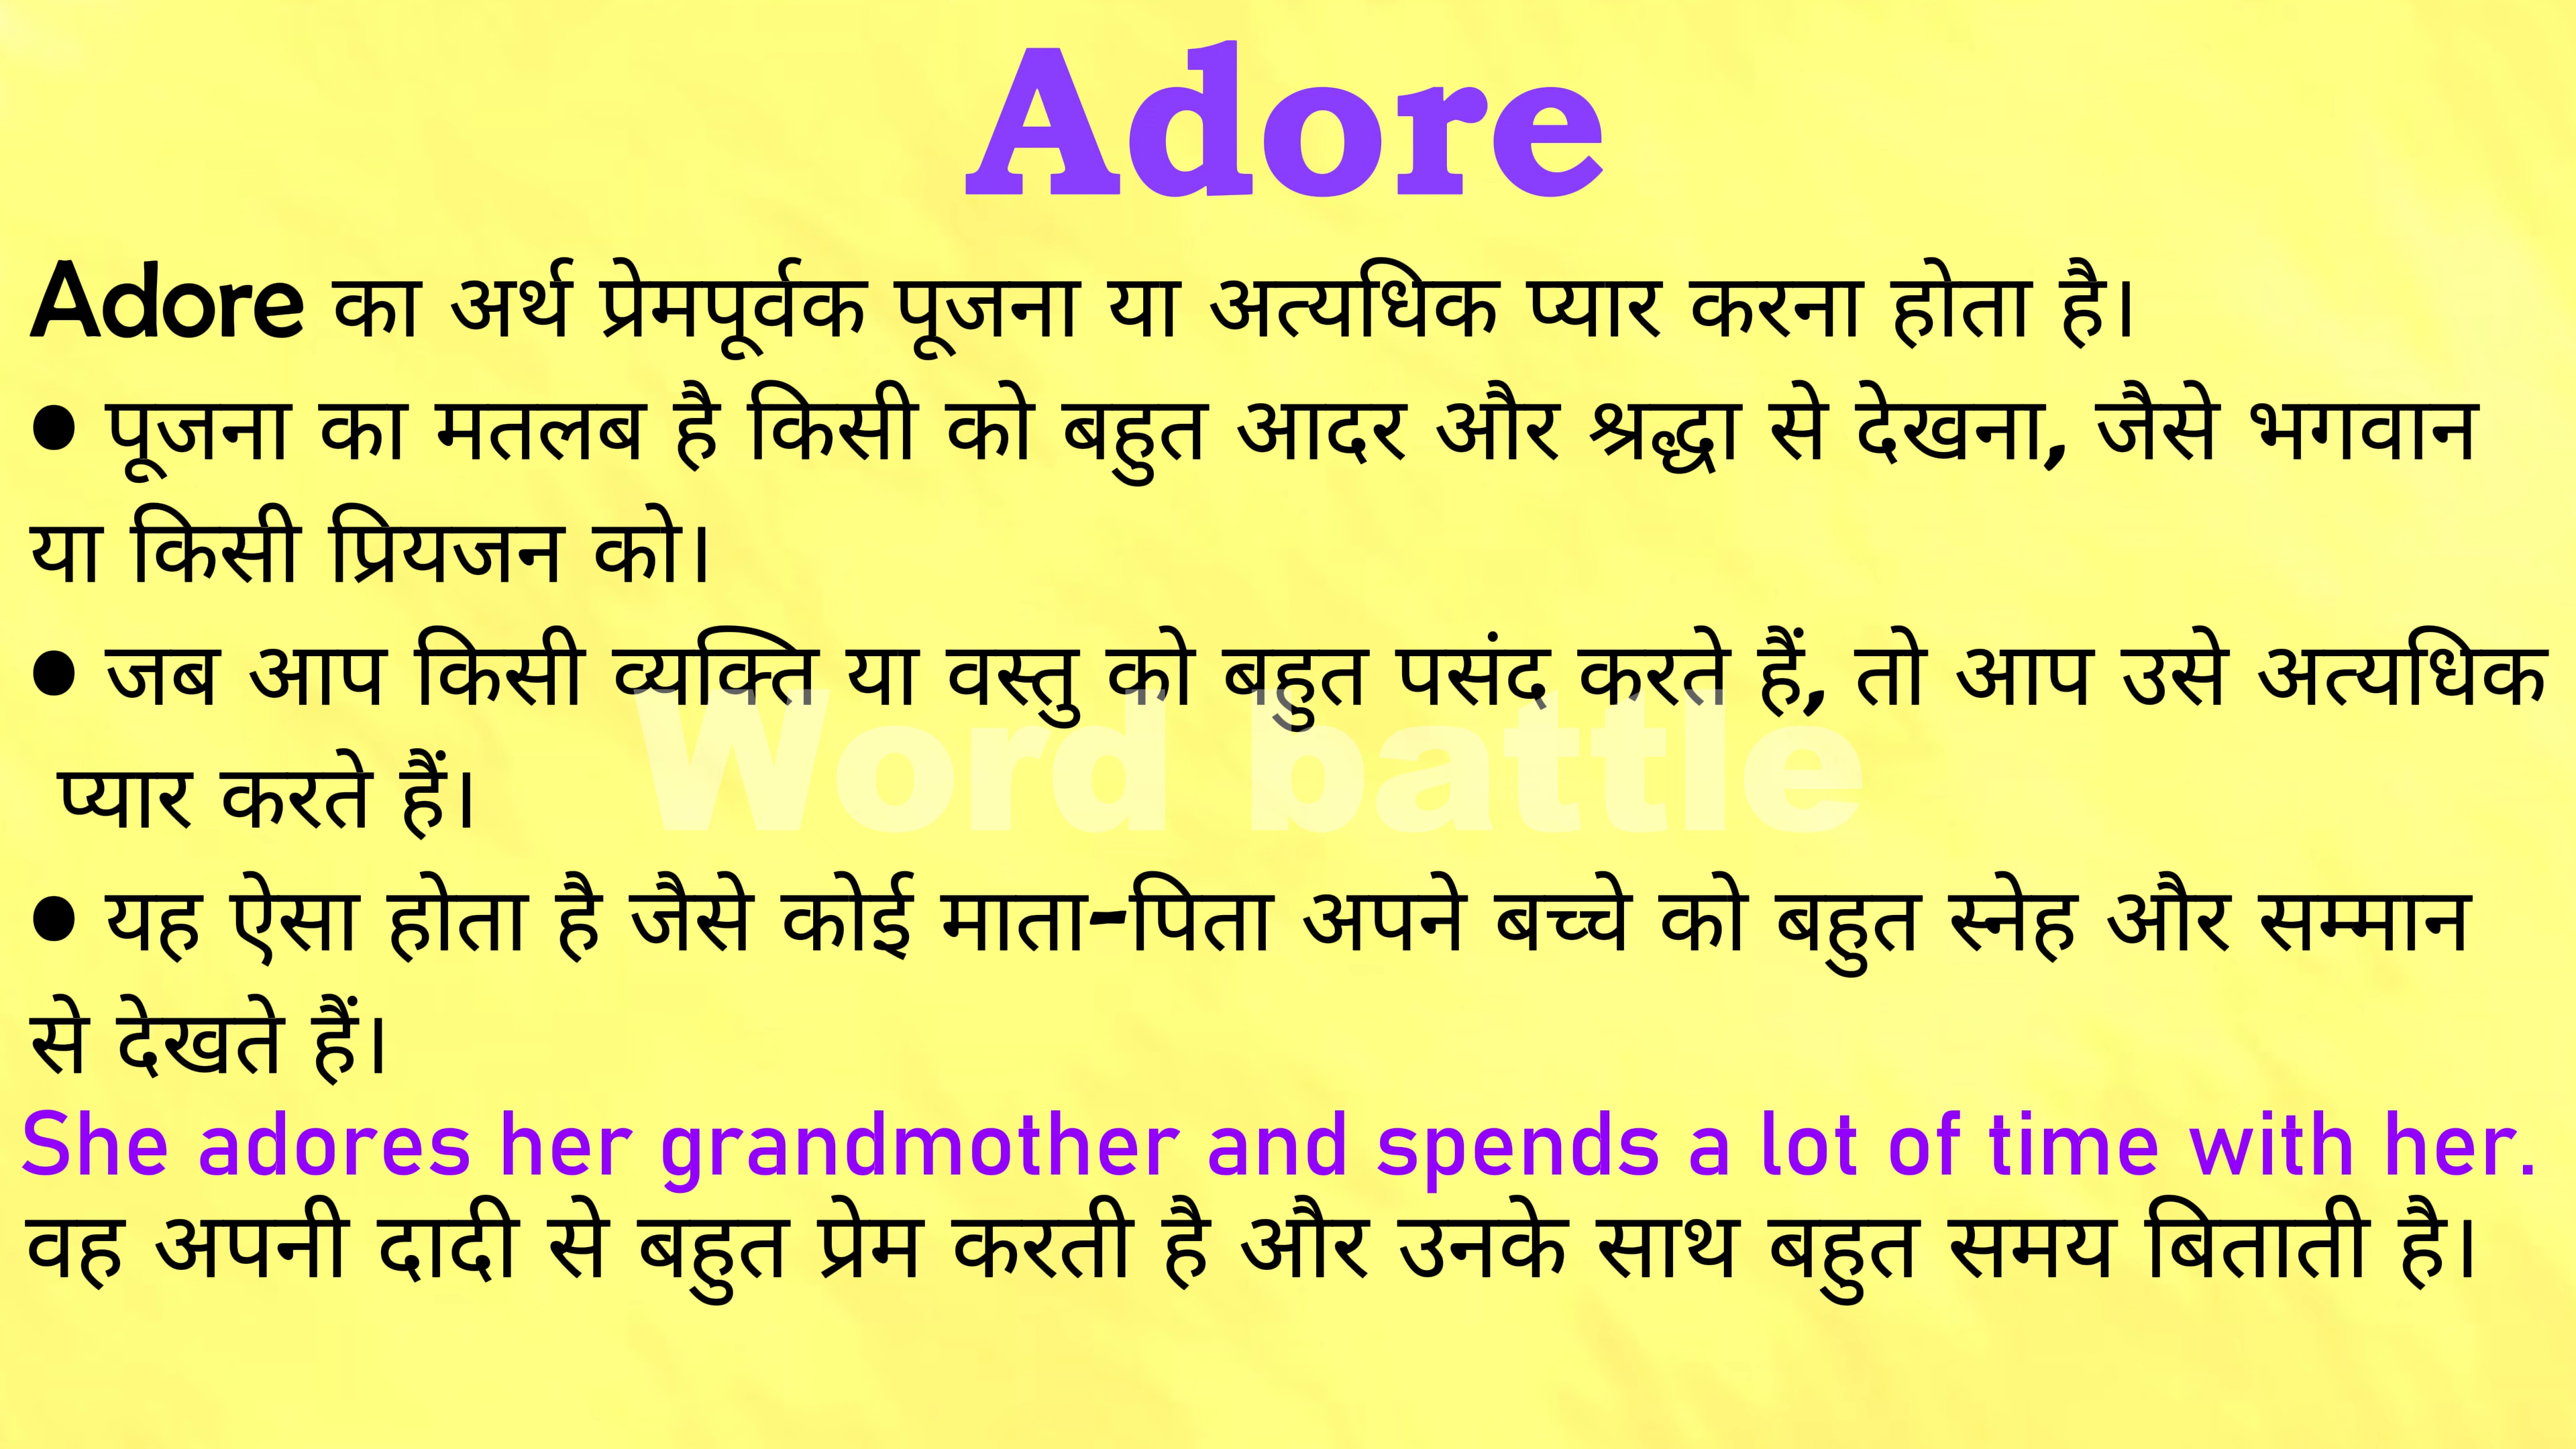 Adore
Adore का अर्थ प्रेमपूर्वक पूजना या अत्यधिक प्यार करना होता है।
• पूजना का मतलब है किसी को बहुत आदर और श्रद्धा से देखना, जैसे भगवान
या किसी प्रियजन को।
• जब आप किसी व्यक्ति या वस्तु को बहुत पसंद करते हैं, तो आप उसे अत्यधिक
प्यार करते हैं।
Word battle
• यह ऐसा होता है जैसे कोई माता-पिता अपने बच्चे को बहुत स्नेह और सम्मान
से देखते हैं।
She adores her grandmother and spends a lot of time with her.
वह अपनी दादी से बहुत प्रेम करती है और उनके साथ बहुत समय बिताती है।